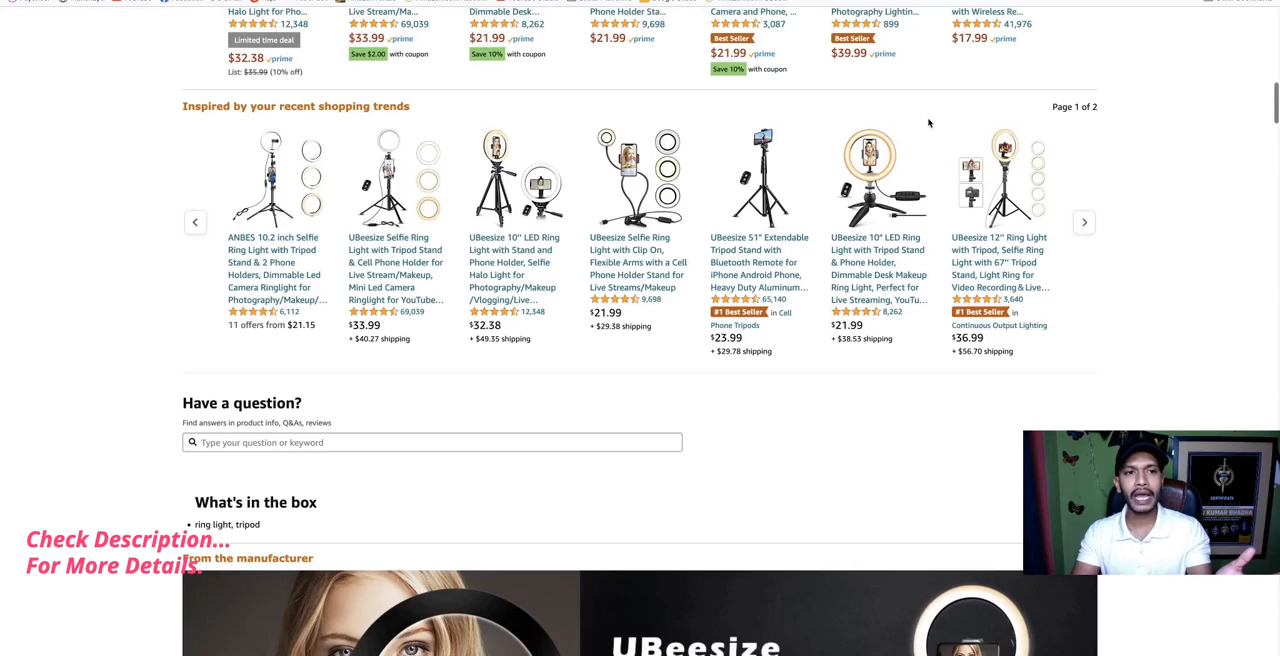 Halo Light for Pho...
12,348
Limited time deal
$32.38 prime
List: $35.99 (10% off)
Live Stream/Ma...
69,039
$33.99 prime
Save $2.00 with coupon
Dimmable Desk...
8,262
$21.99 prime
Save 10% with coupon
Phone Holder Sta...
9,698
$21.99 prime
Camera and Phone, ...
3,087
Best Seller
$21.99 prime
Save 10% with coupon
Photography Lightin...
899
Best Seller
$39.99 prime
with Wireless Re...
41,976
$17.99 prime
Inspired by your recent shopping trends
Page 1 of 2
ANBES 10.2 inch Selfie
Ring Light with Tripod
Stand & 2 Phone
Holders, Dimmable Led
Camera Ringlight for
Photography/Makeup/...
6,112
11 offers from $21.15
UBeesize Selfie Ring
Light with Tripod Stand
& Cell Phone Holder for
Live Stream/Makeup,
Mini Led Camera
Ringlight for YouTube...
69,039
$33.99
+ $40.27 shipping
UBeesize 10'' LED Ring
Light with Stand and
Phone Holder, Selfie
Halo Light for
Photography/Makeup
/Vlogging/Live...
12,348
$32.38
+ $49.35 shipping
UBeesize Selfie Ring
Light with Clip On,
Flexible Arms with a Cell
Phone Holder Stand for
Live Streams/Makeup
9,698
$21.99
+ $29.38 shipping
UBeesize 51" Extendable
Tripod Stand with
Bluetooth Remote for
iPhone Android Phone,
Heavy Duty Aluminum...
65,140
#1 Best Seller in Cell
Phone Tripods
$23.99
+ $29.78 shipping
UBeesize 10" LED Ring
Light with Tripod Stand
& Phone Holder,
Dimmable Desk Makeup
Ring Light, Perfect for
Live Streaming, YouTu...
8,262
$21.99
+ $38.53 shipping
UBeesize 12'' Ring Light
with Tripod, Selfie Ring
Light with 67'' Tripod
Stand, Light Ring for
Video Recording＆Live...
3,640
#1 Best Seller in
Continuous Output Lighting
$36.99
+ $56.70 shipping
Have a question?
Find answers in product info, Q&As, reviews
Type your question or keyword
What's in the box
• ring light, tripod
Check Description...
For More Details.
From the manufacturer
UBeesize
CERTIFICATE
KUMAR BHADRA